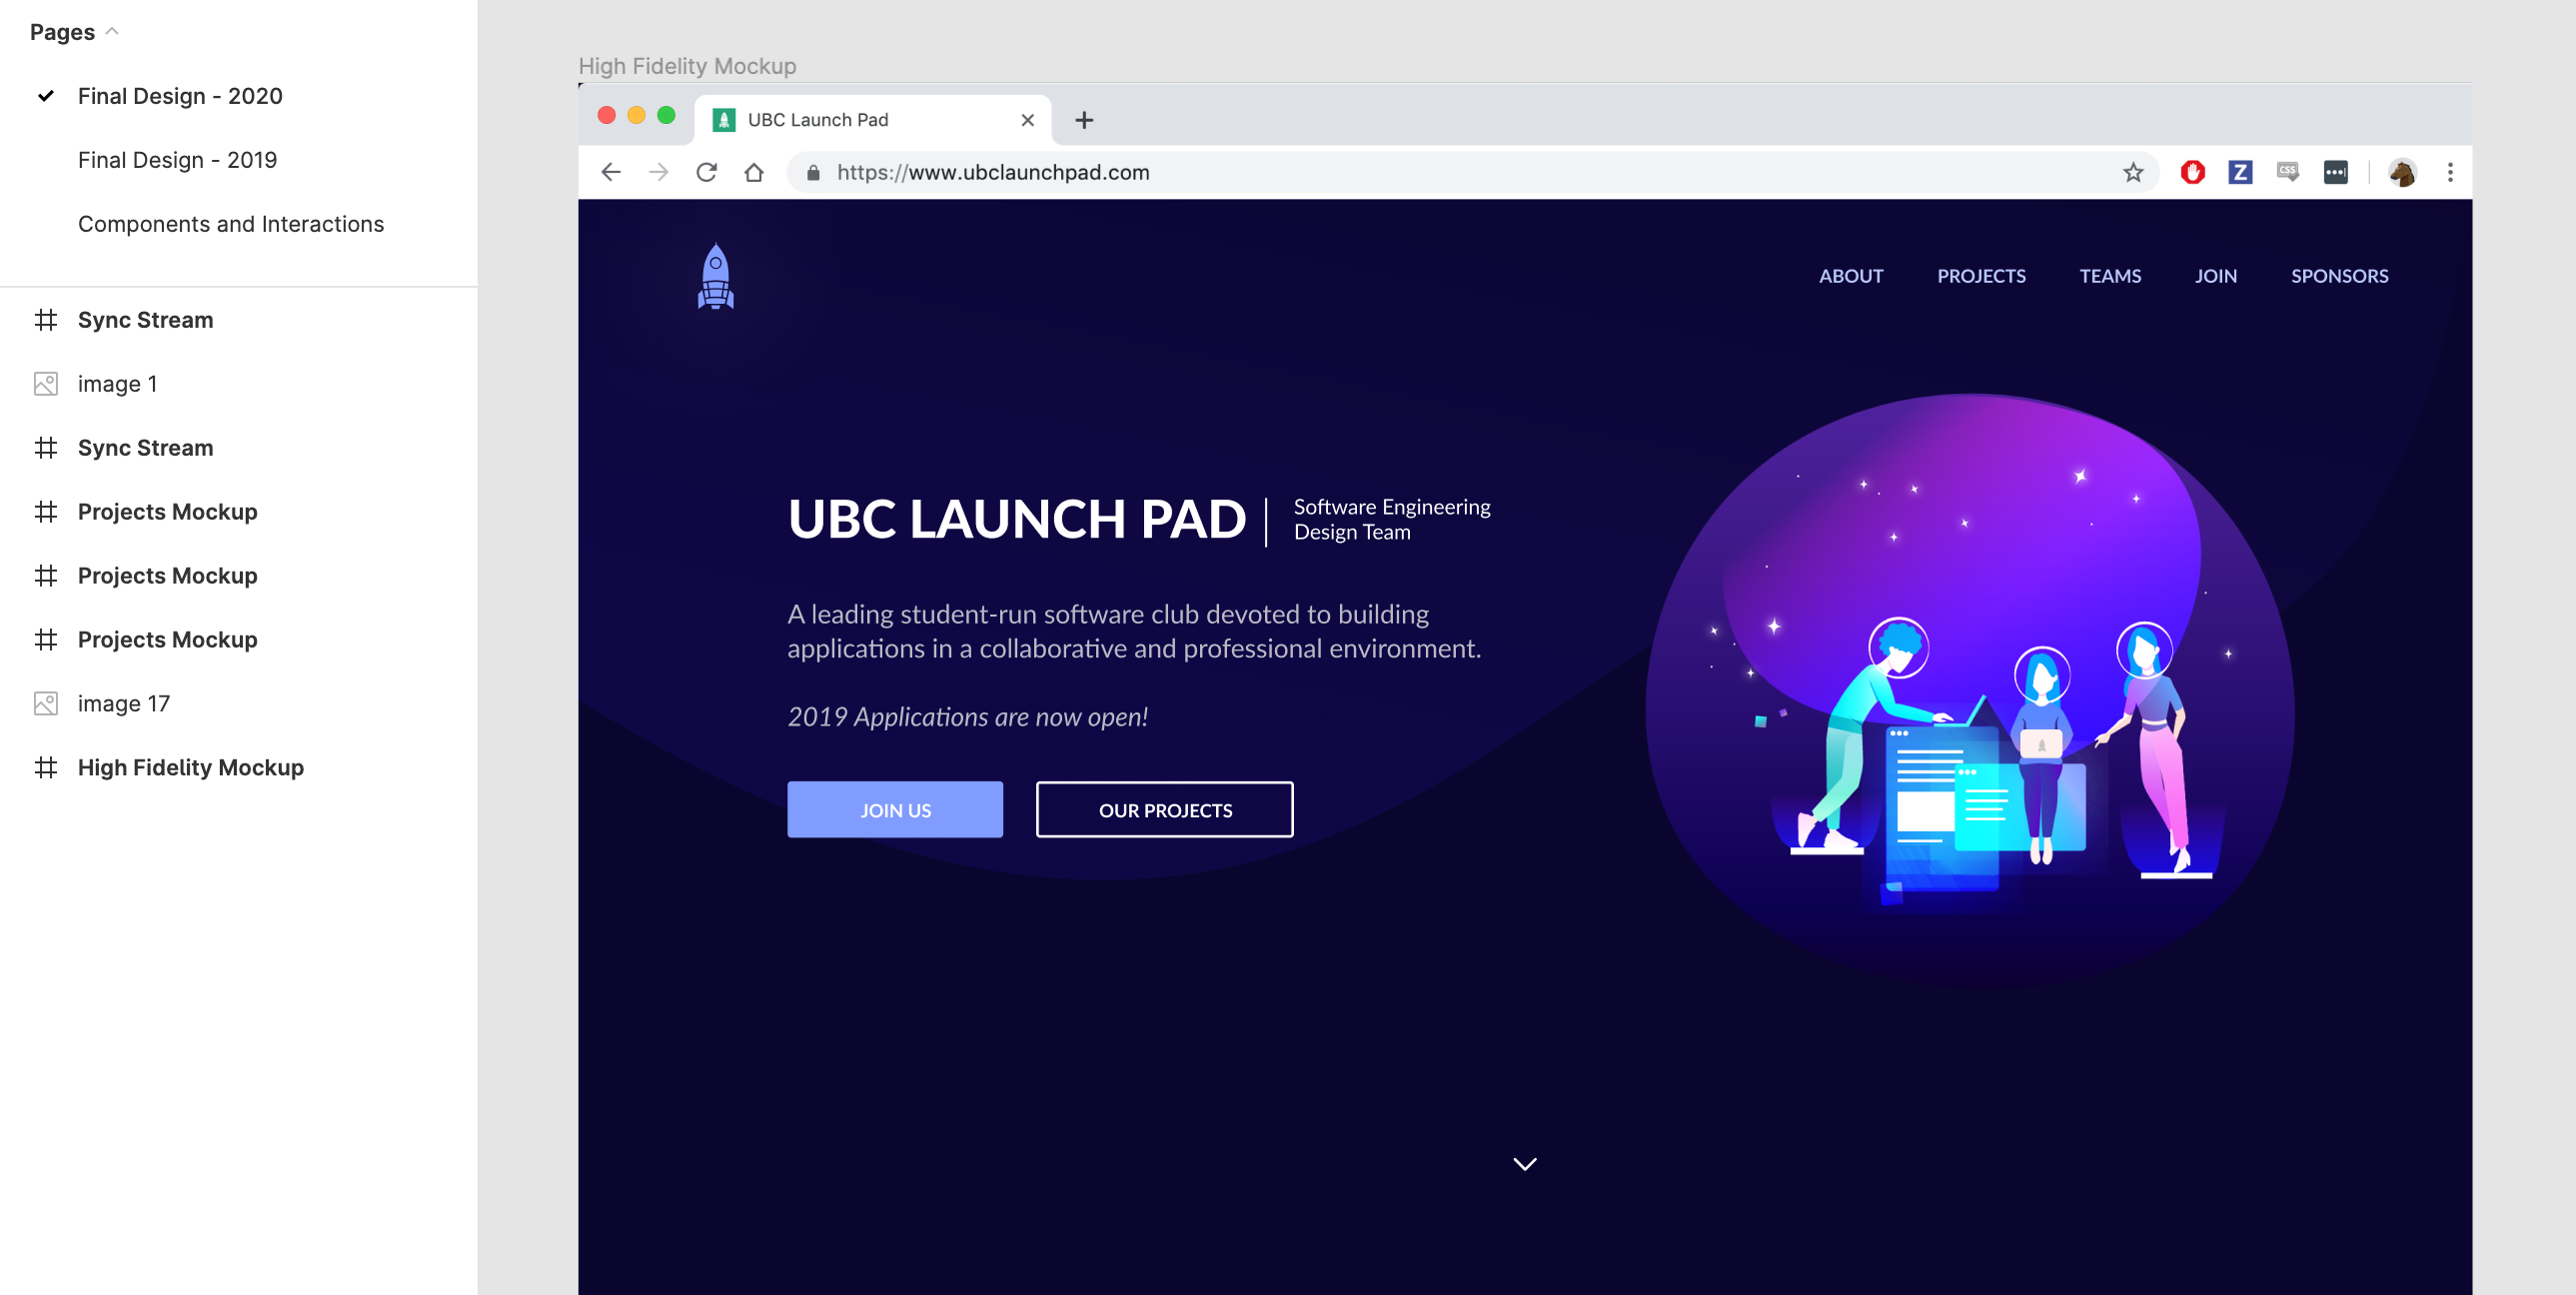 Pages
Final Design - 2020
Final Design - 2019
Components and Interactions
Sync Stream
image 1
Sync Stream
Projects Mockup
Projects Mockup
Projects Mockup
image 17
High Fidelity Mockup
High Fidelity Mockup
UBC Launch Pad
https://www.ubclaunchpad.com
Z
CSS
ABOUT PROJECTS TEAMS JOIN SPONSORS
UBC LAUNCH PAD
Software Engineering
Design Team
A leading student-run software club devoted to building
applications in a collaborative and professional environment.
2019 Applications are now open!
JOIN US OUR PROJECTS